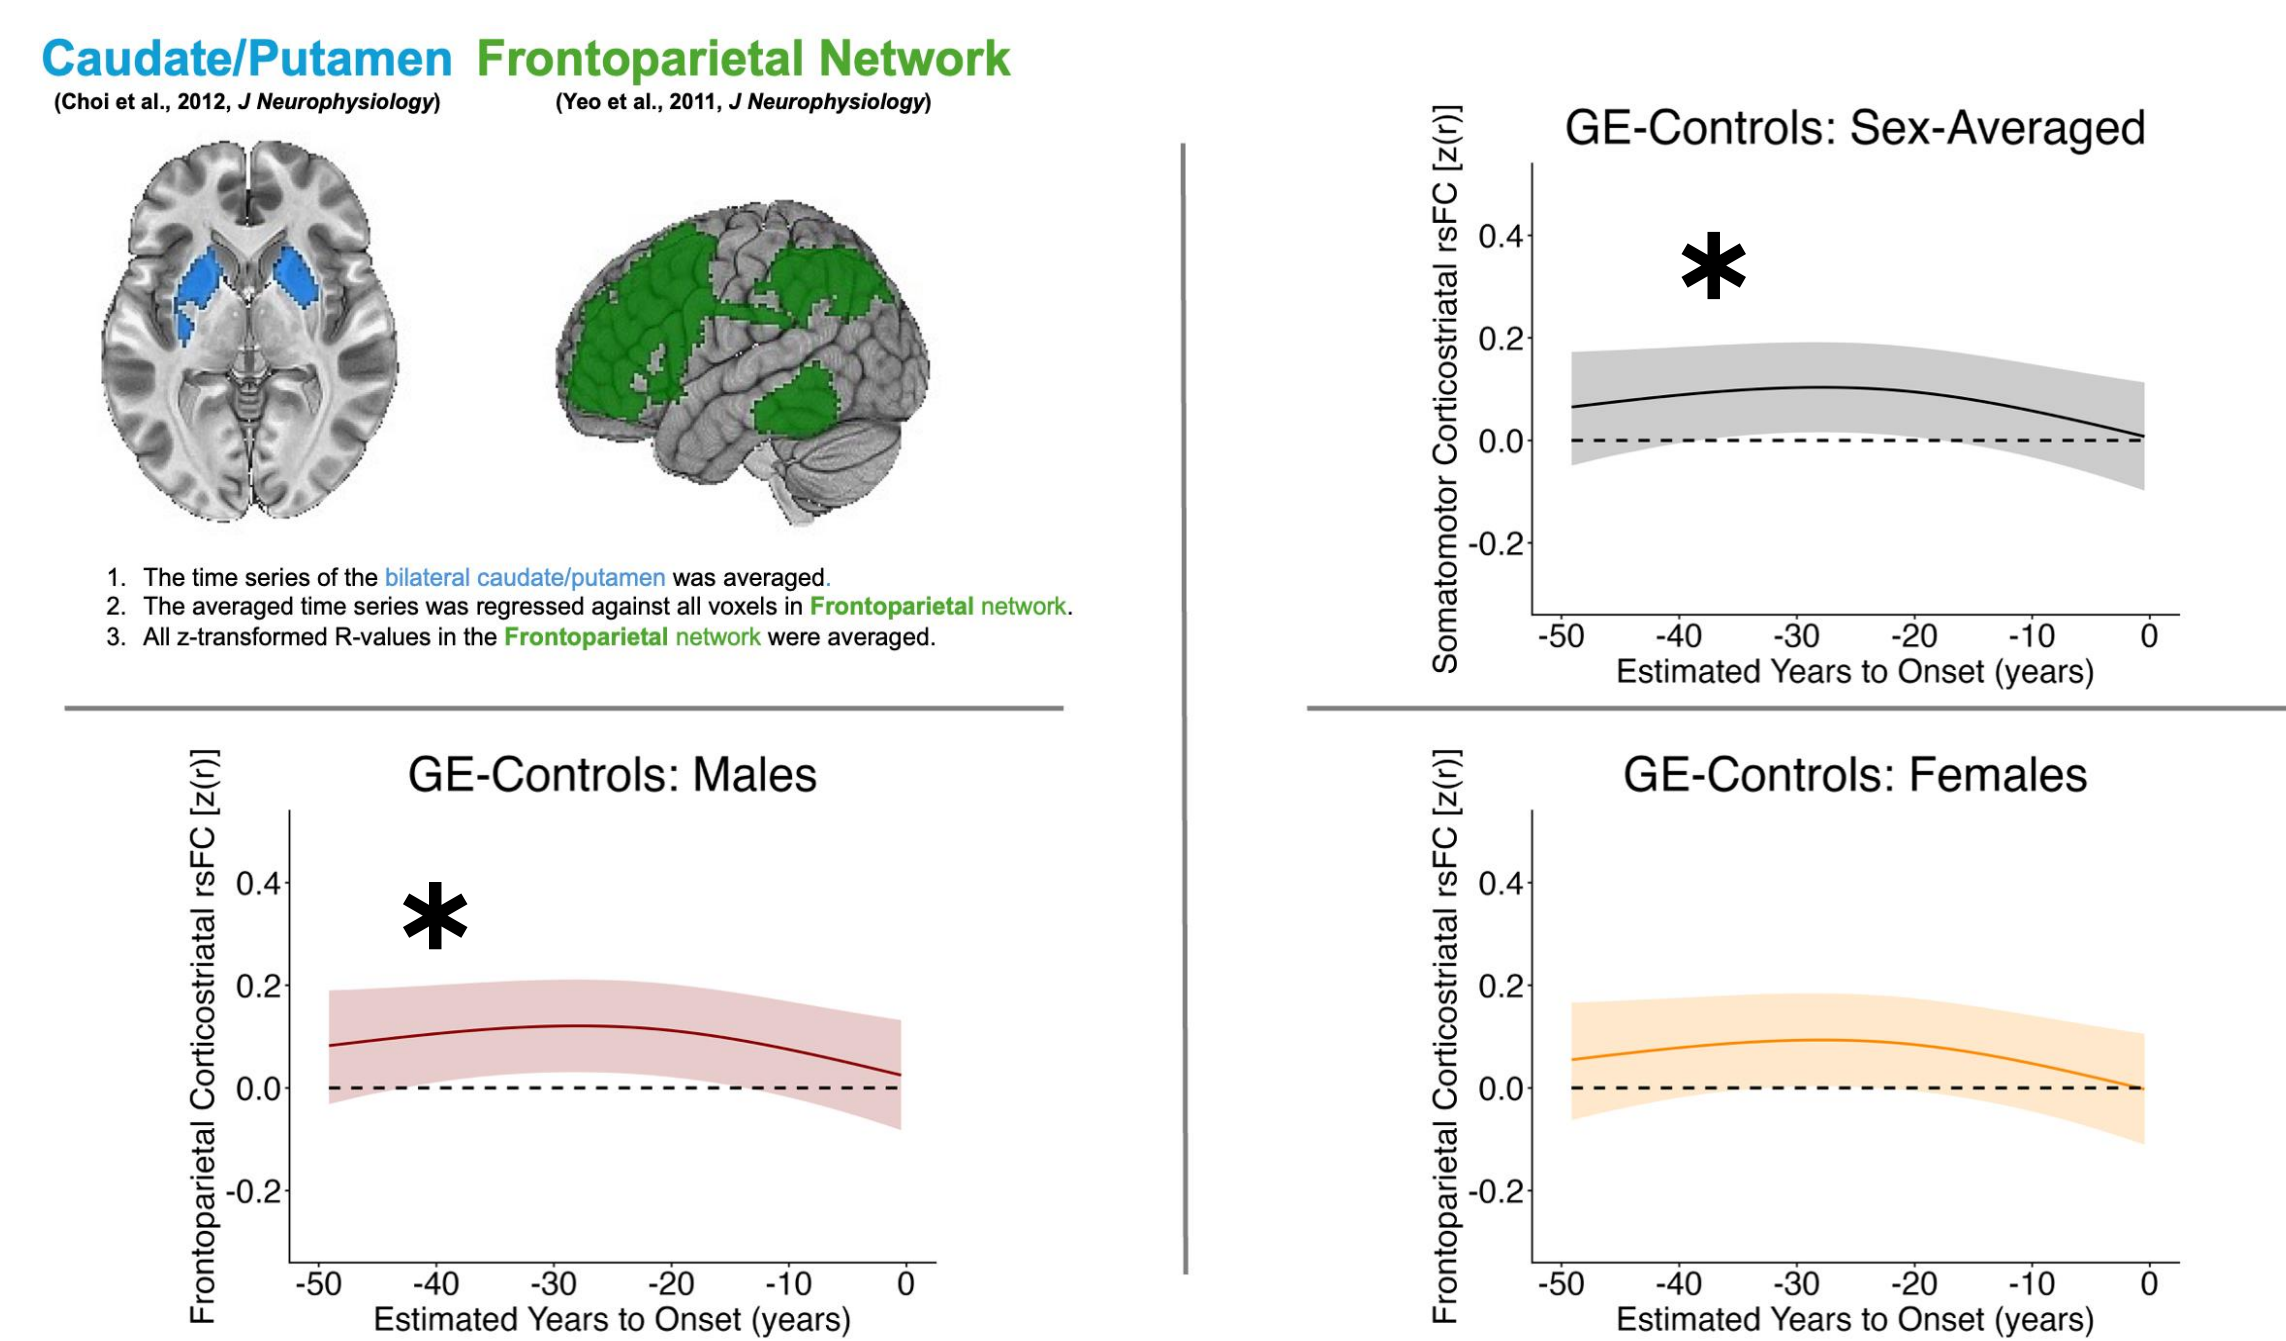 Caudate/Putamen Frontoparietal Network
(Choi et al., 2012, J Neurophysiology) (Yeo et al., 2011, J Neurophysiology)
1. The time series of the bilateral caudate/putamen was averaged.
2. The averaged time series was regressed against all voxels in Frontoparietal network.
3. All z-transformed R-values in the Frontoparietal network were averaged.
GE-Controls: Sex-Averaged
Somatomotor Corticostriatal rsFC [z(r)]
0.4
0.2
0.0
-0.2
-50 -40 -30 -20 -10 0
Estimated Years to Onset (years)
*
GE-Controls: Males
Frontoparietal Corticostriatal rsFC [z(r)]
0.4
0.2
0.0
-0.2
-50 -40 -30 -20 -10 0
Estimated Years to Onset (years)
*
GE-Controls: Females
Frontoparietal Corticostriatal rsFC [z(r)]
0.4
0.2
0.0
-0.2
-50 -40 -30 -20 -10 0
Estimated Years to Onset (years)